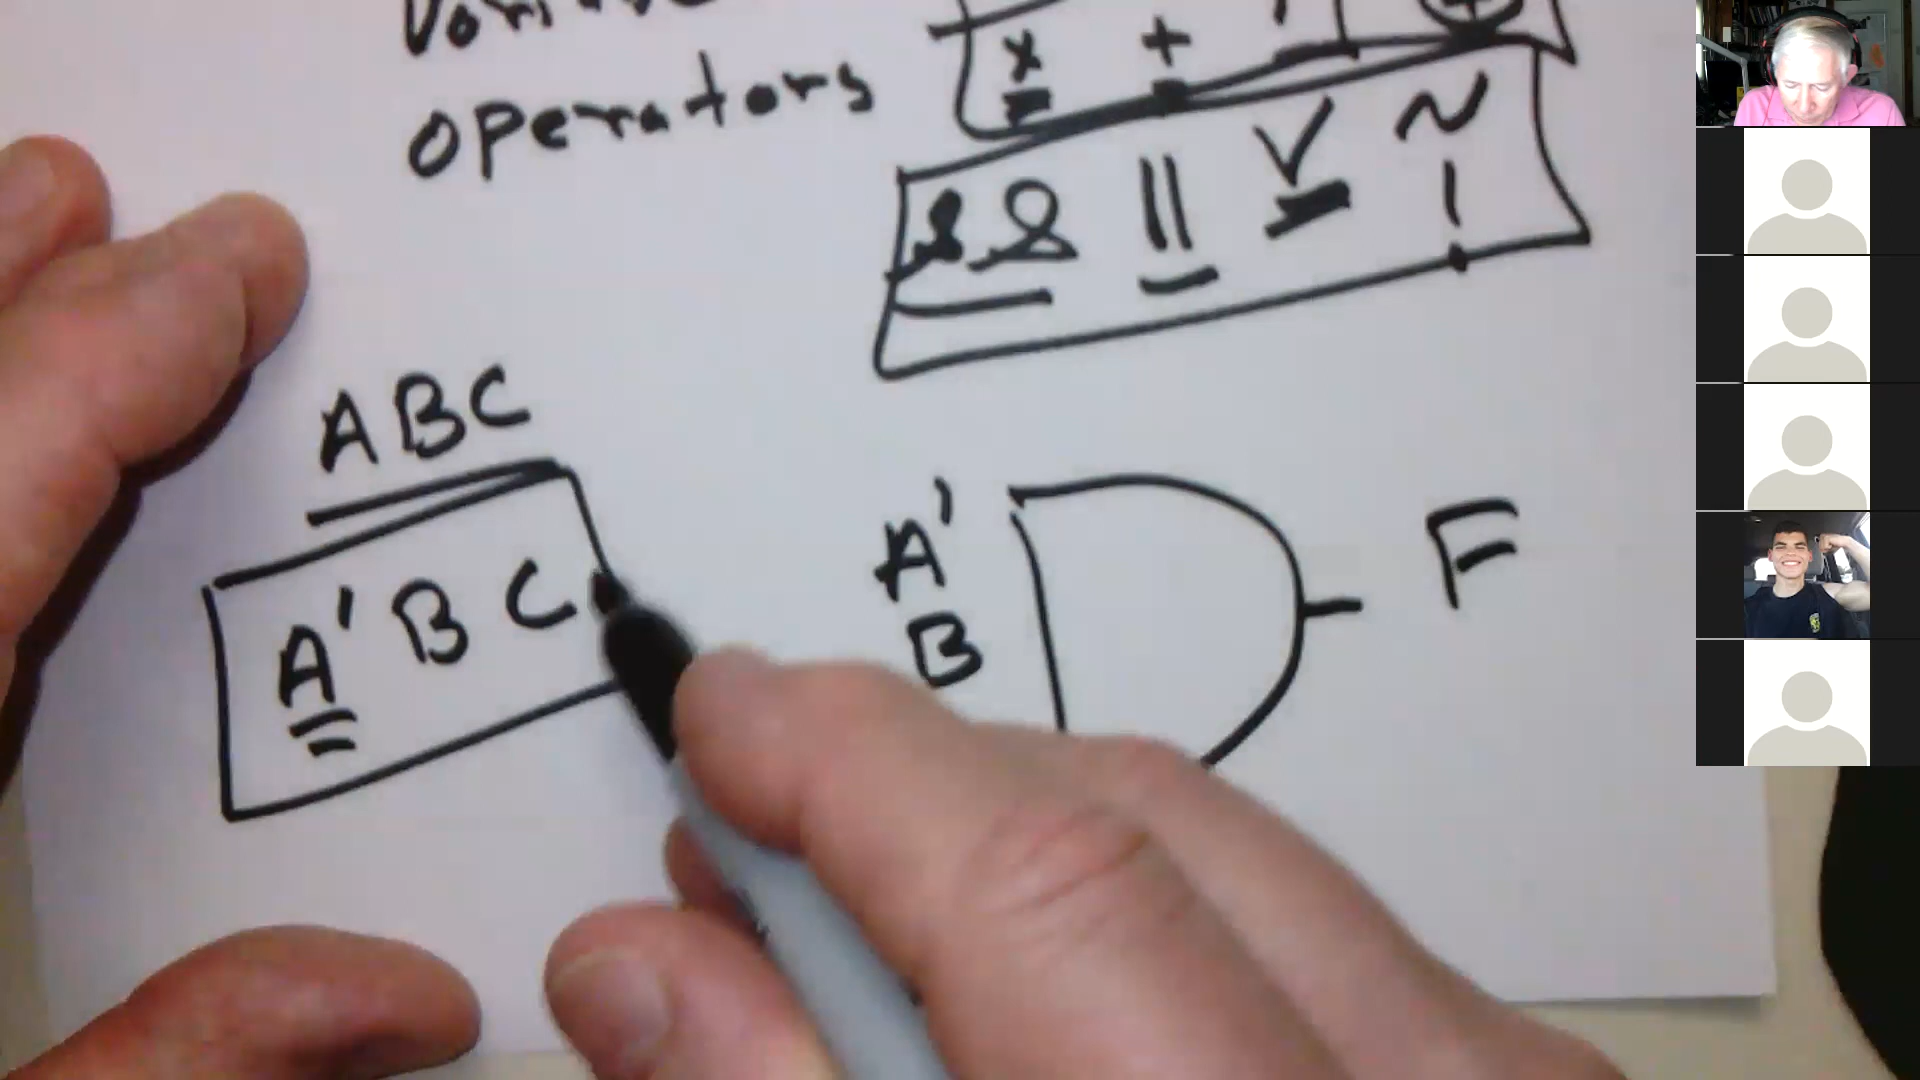 operators
x +
&& || ~
!
ABC
A'BC
A'
B
F